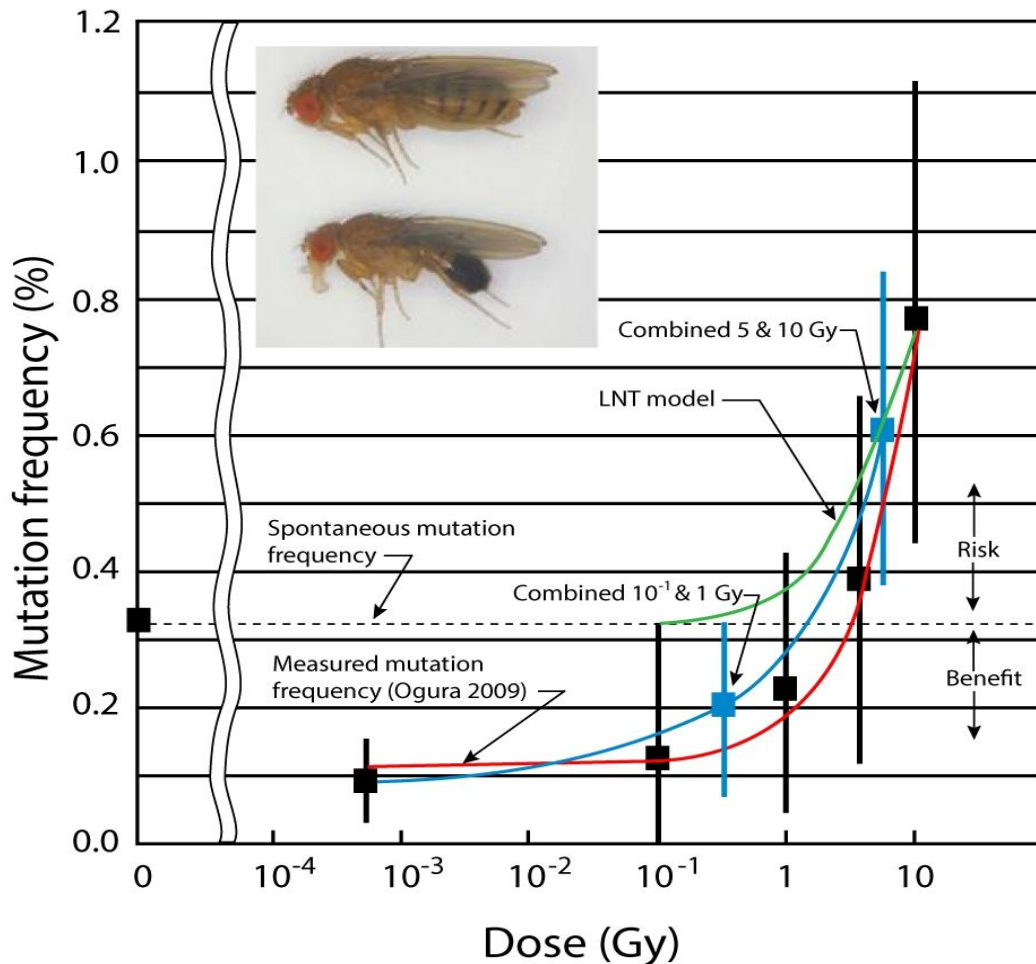 Mutation frequency (%)
1.2
1.0
0.8
0.6
0.4
0.2
0.0
Combined 5 & 10 Gy
LNT model
Spontaneous mutation
frequency
Combined 10⁻¹ & 1 Gy
Risk
Measured mutation
frequency (Ogura 2009)
Benefit
0 10⁻⁴ 10⁻³ 10⁻² 10⁻¹ 1 10
Dose (Gy)